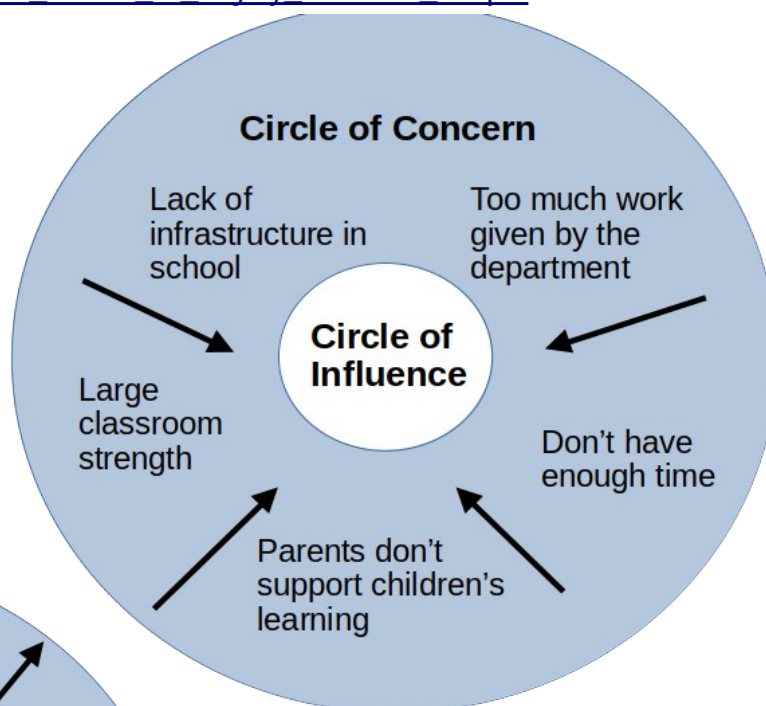 Circle of Concern
Lack of
infrastructure in
school
Too much work
given by the
department
Circle of
Influence
Large
classroom
strength
Don’t have
enough time
Parents don’t
support children’s
learning